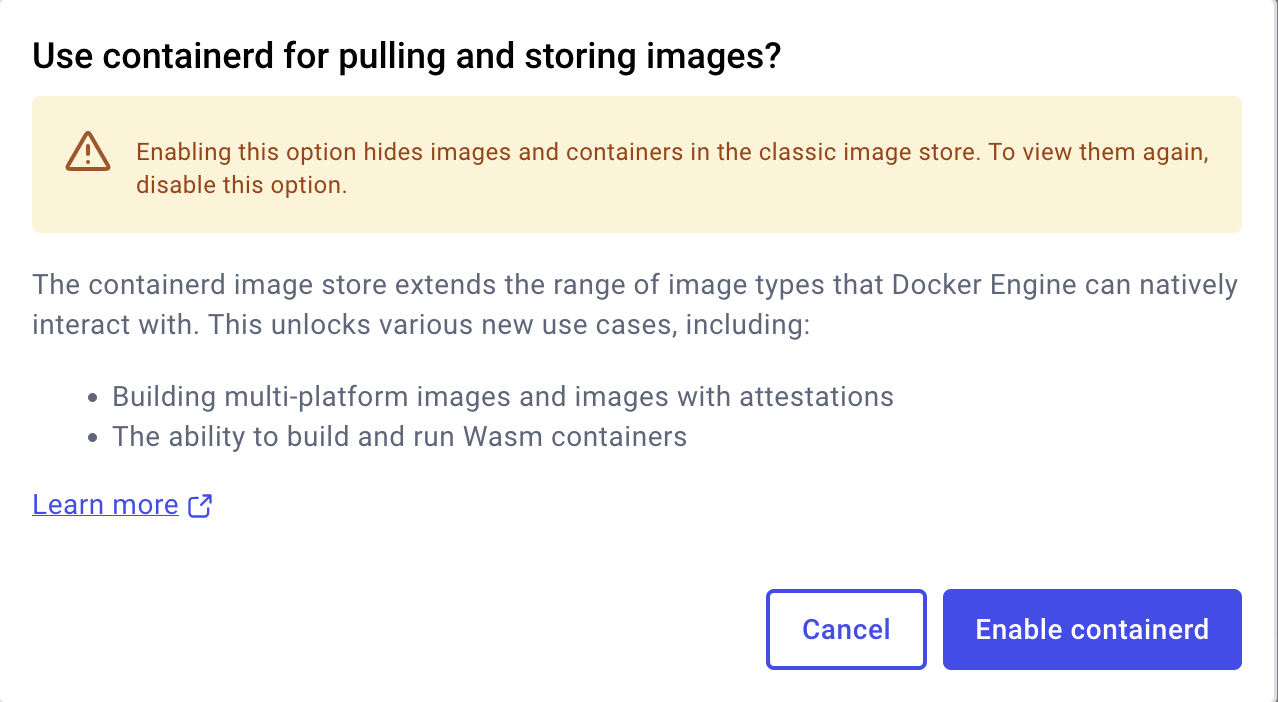 Use containerd for pulling and storing images?
Enabling this option hides images and containers in the classic image store. To view them again,
disable this option.
The containerd image store extends the range of image types that Docker Engine can natively
interact with. This unlocks various new use cases, including:
• Building multi-platform images and images with attestations
• The ability to build and run Wasm containers
Learn more
Cancel
Enable containerd